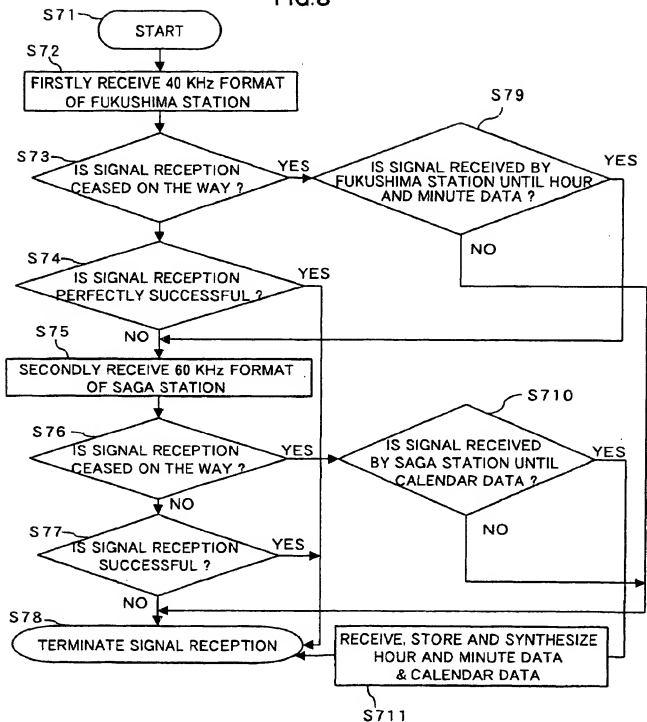 FIG.8
S71
START
S72
FIRSTLY RECEIVE 40 KHz FORMAT
OF FUKUSHIMA STATION
S73
IS SIGNAL RECEPTION
CEASED ON THE WAY ?
YES
S79
IS SIGNAL RECEIVED BY
FUKUSHIMA STATION UNTIL HOUR
AND MINUTE DATA ?
YES
NO
S74
IS SIGNAL RECEPTION
PERFECTLY SUCCESSFUL ?
YES
NO
S75
SECONDLY RECEIVE 60 KHz FORMAT
OF SAGA STATION
S76
IS SIGNAL RECEPTION
CEASED ON THE WAY ?
YES
NO
S710
IS SIGNAL RECEIVED
BY SAGA STATION UNTIL
CALENDAR DATA ?
YES
NO
S77
IS SIGNAL RECEPTION
SUCCESSFUL ?
YES
NO
S78
TERMINATE SIGNAL RECEPTION
RECEIVE, STORE AND SYNTHESIZE
HOUR AND MINUTE DATA
& CALENDAR DATA
S711